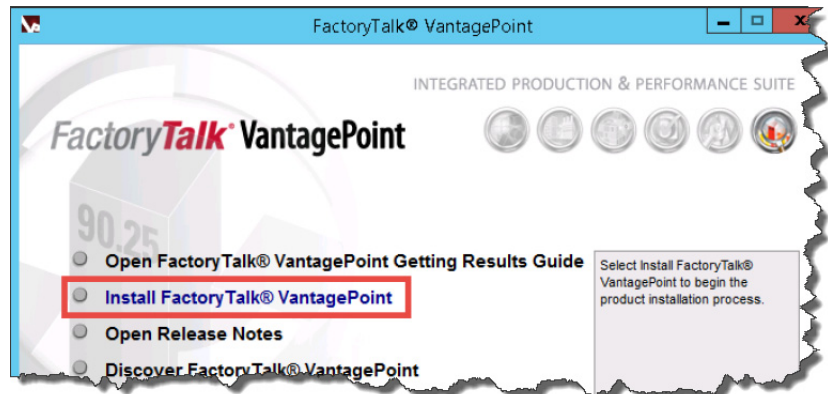 FactoryTalk® VantagePoint
INTEGRATED PRODUCTION & PERFORMANCE SUITE
FactoryTalk® VantagePoint
90.25
Open FactoryTalk® VantagePoint Getting Results Guide
Install FactoryTalk® VantagePoint
Open Release Notes
Discover FactoryTalk® VantagePoint
Select Install FactoryTalk®
VantagePoint to begin the
product installation process.